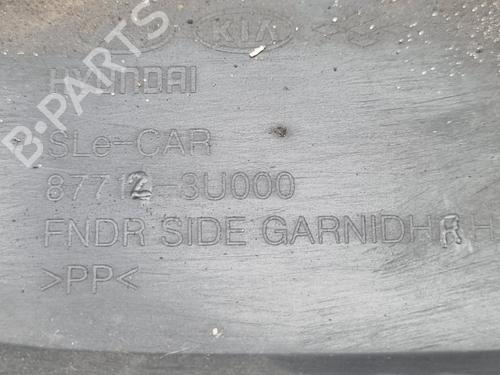 KIA
HYUNDAI
SLe-CAR
87712-3U000
FNDR SIDE GARNIDH RH
>PP<
B-PARTS